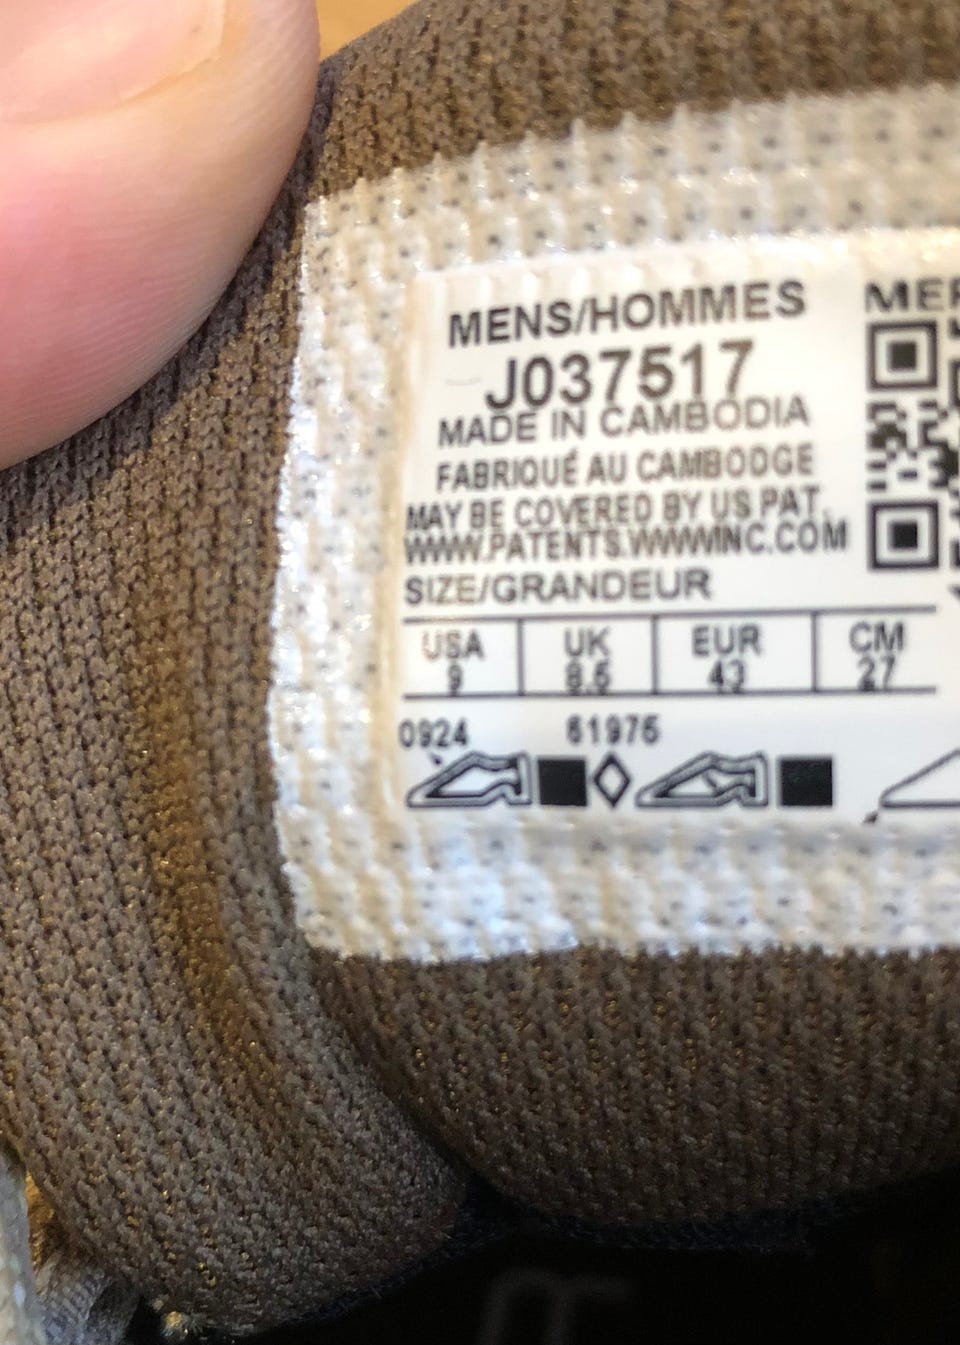 MENS/HOMMES
J037517
MADE IN CAMBODIA
FABRIQUÉ AU CAMBODGE
MAY BE COVERED BY US PAT.
WWW.PATENTS.WWWINC.COM
SIZE/GRANDEUR
USA UK EUR CM
9 8.5 43 27
0924 61975
MER